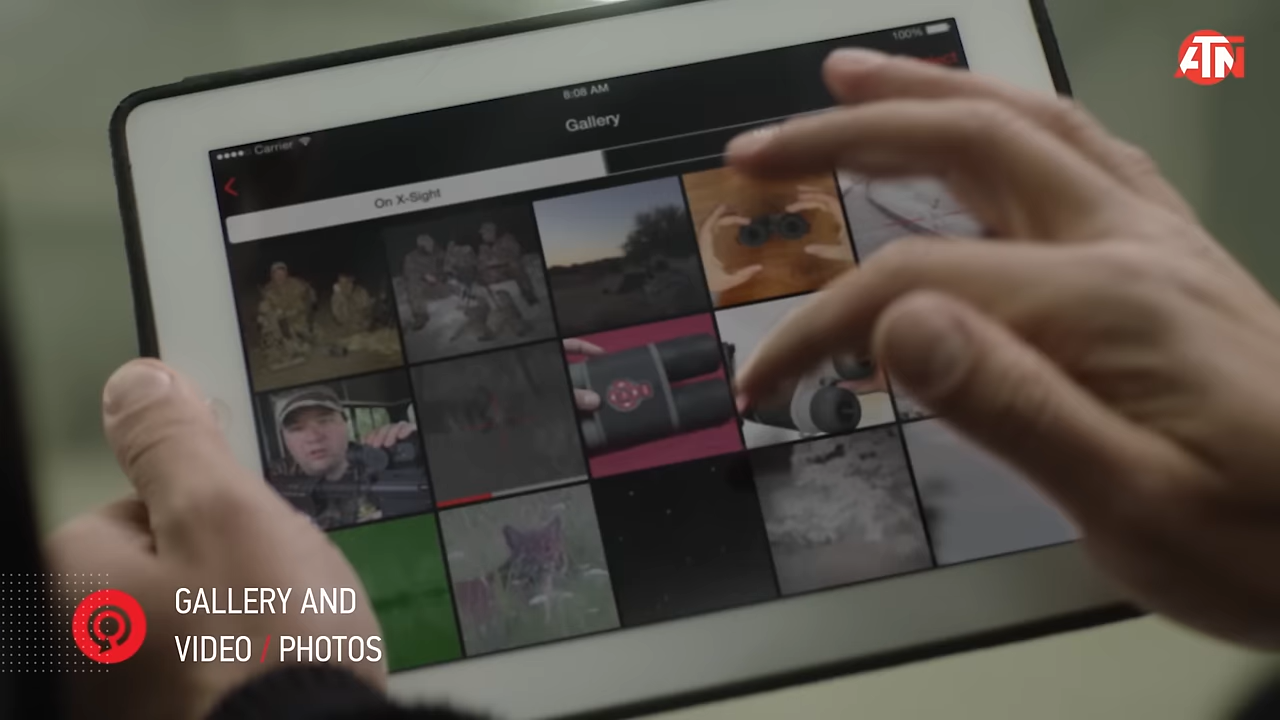 ATN
100%
8:08 AM
Carrier
Gallery
On X-Sight
GALLERY AND
VIDEO / PHOTOS